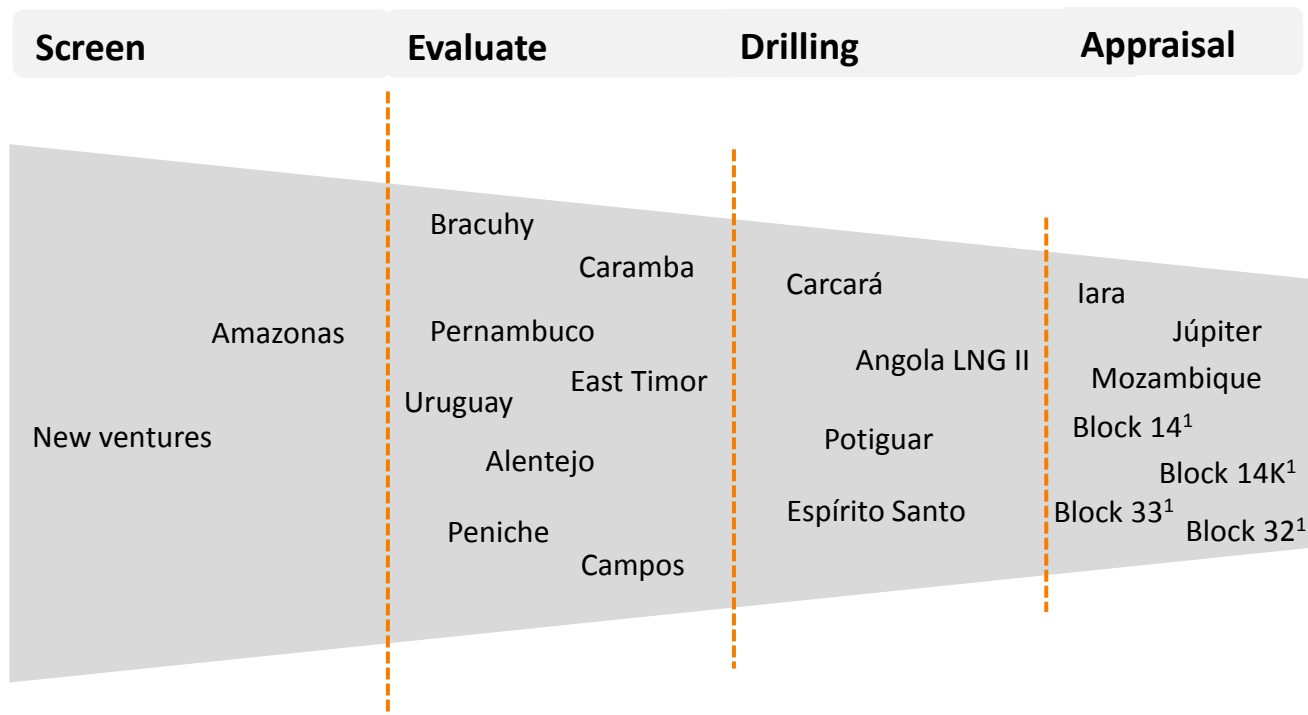 Screen
Evaluate
Drilling
Appraisal
New ventures
Amazonas
Bracuhy
Caramba
Pernambuco
East Timor
Uruguay
Alentejo
Peniche
Campos
Carcará
Angola LNG II
Potiguar
Espírito Santo
Iara
Júpiter
Mozambique
Block 14¹
Block 14K¹
Block 33¹
Block 32¹